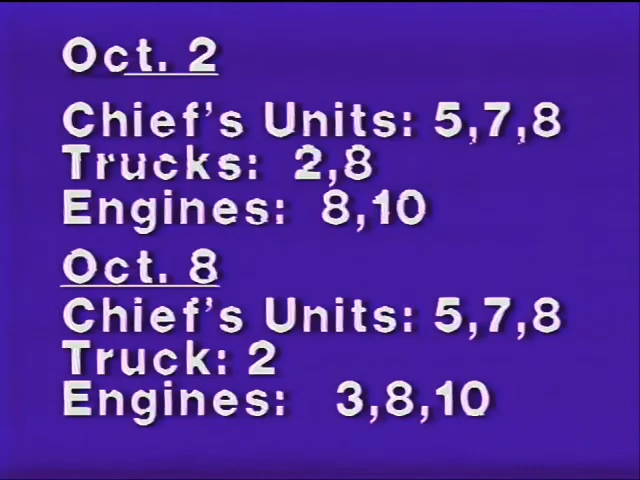 Oct. 2
Chief's Units: 5,7,8
Trucks: 2,8
Engines: 8,10
Oct. 8
Chief's Units: 5,7,8
Truck: 2
Engines: 3,8,10